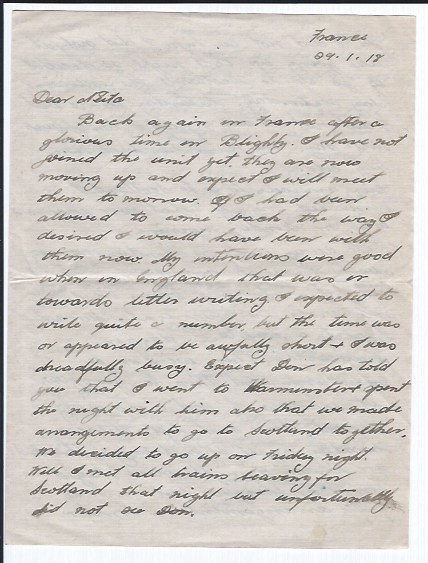 France
09.1.18
Dear Nita
Back again in France after a
glorious time in Blighty. I have not
joined the unit yet. They are now
moving up and expect I will meet
them to morrow. If I had been
allowed to come back the way I
desired I would have been with
them now. My intentions were good
when in England that was in
towards letter writing. I expected to
write quite a number, but the time was
or appeared to be awfully short & I was
dreadfully busy. Expect Don has told
you that I went to Warminster & spent
the night with him also that we made
arrangements to go to Scotland together.
We decided to go up on Friday night.
Well I met all trains leaving for
Scotland that night but unfortunately
did not see Don.